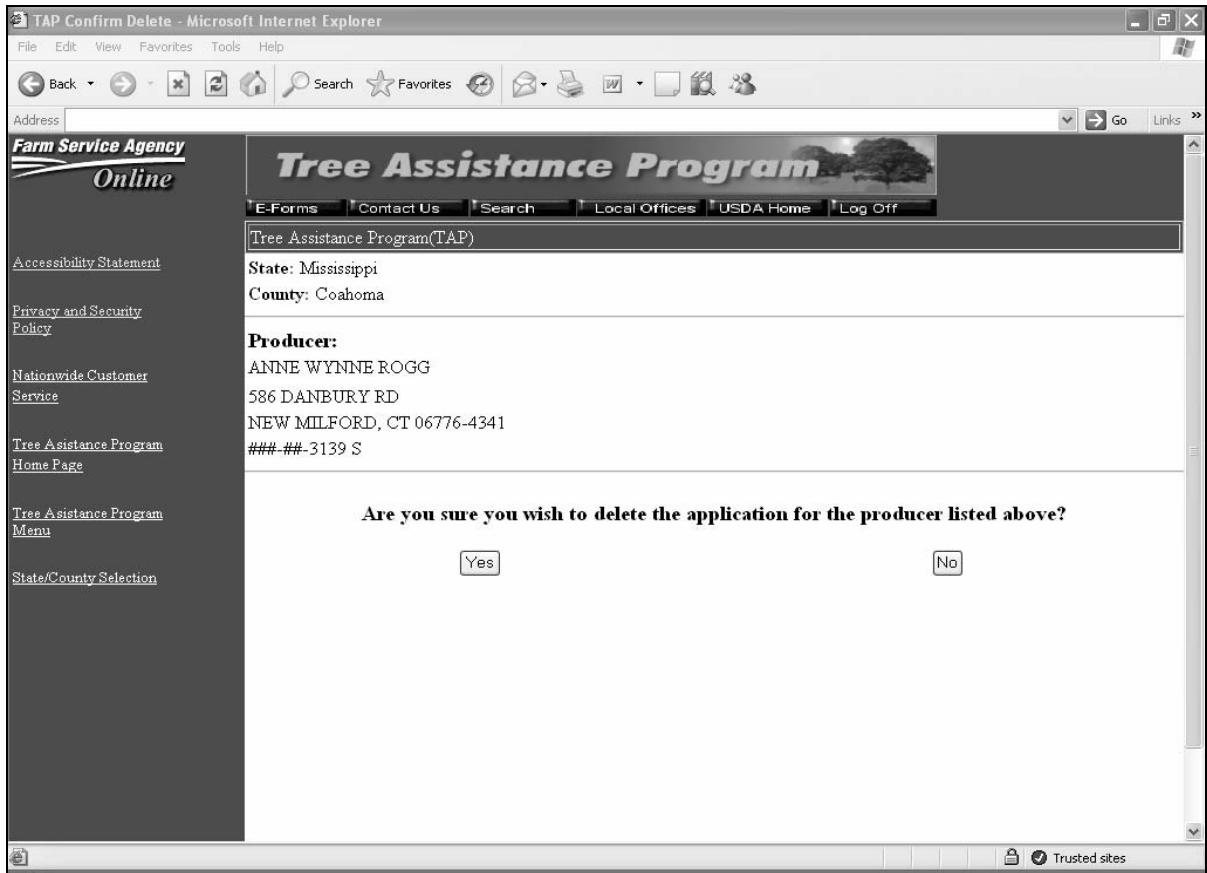 TAP Confirm Delete - Microsoft Internet Explorer
File Edit View Favorites Tools Help
Back Search Favorites
Address Go Links »
Farm Service Agency
Online
Tree Assistance Program
E-Forms Contact Us Search Local Offices USDA Home Log Off
Tree Assistance Program(TAP)
State: Mississippi
County: Coahoma
Producer:
ANNE WYNNE ROGG
586 DANBURY RD
NEW MILFORD, CT 06776-4341
###-##-3139 S
Are you sure you wish to delete the application for the producer listed above?
Yes No
Accessibility Statement
Privacy and Security
Policy
Nationwide Customer
Service
Tree Asistance Program
Home Page
Tree Asistance Program
Menu
State/County Selection
Trusted sites